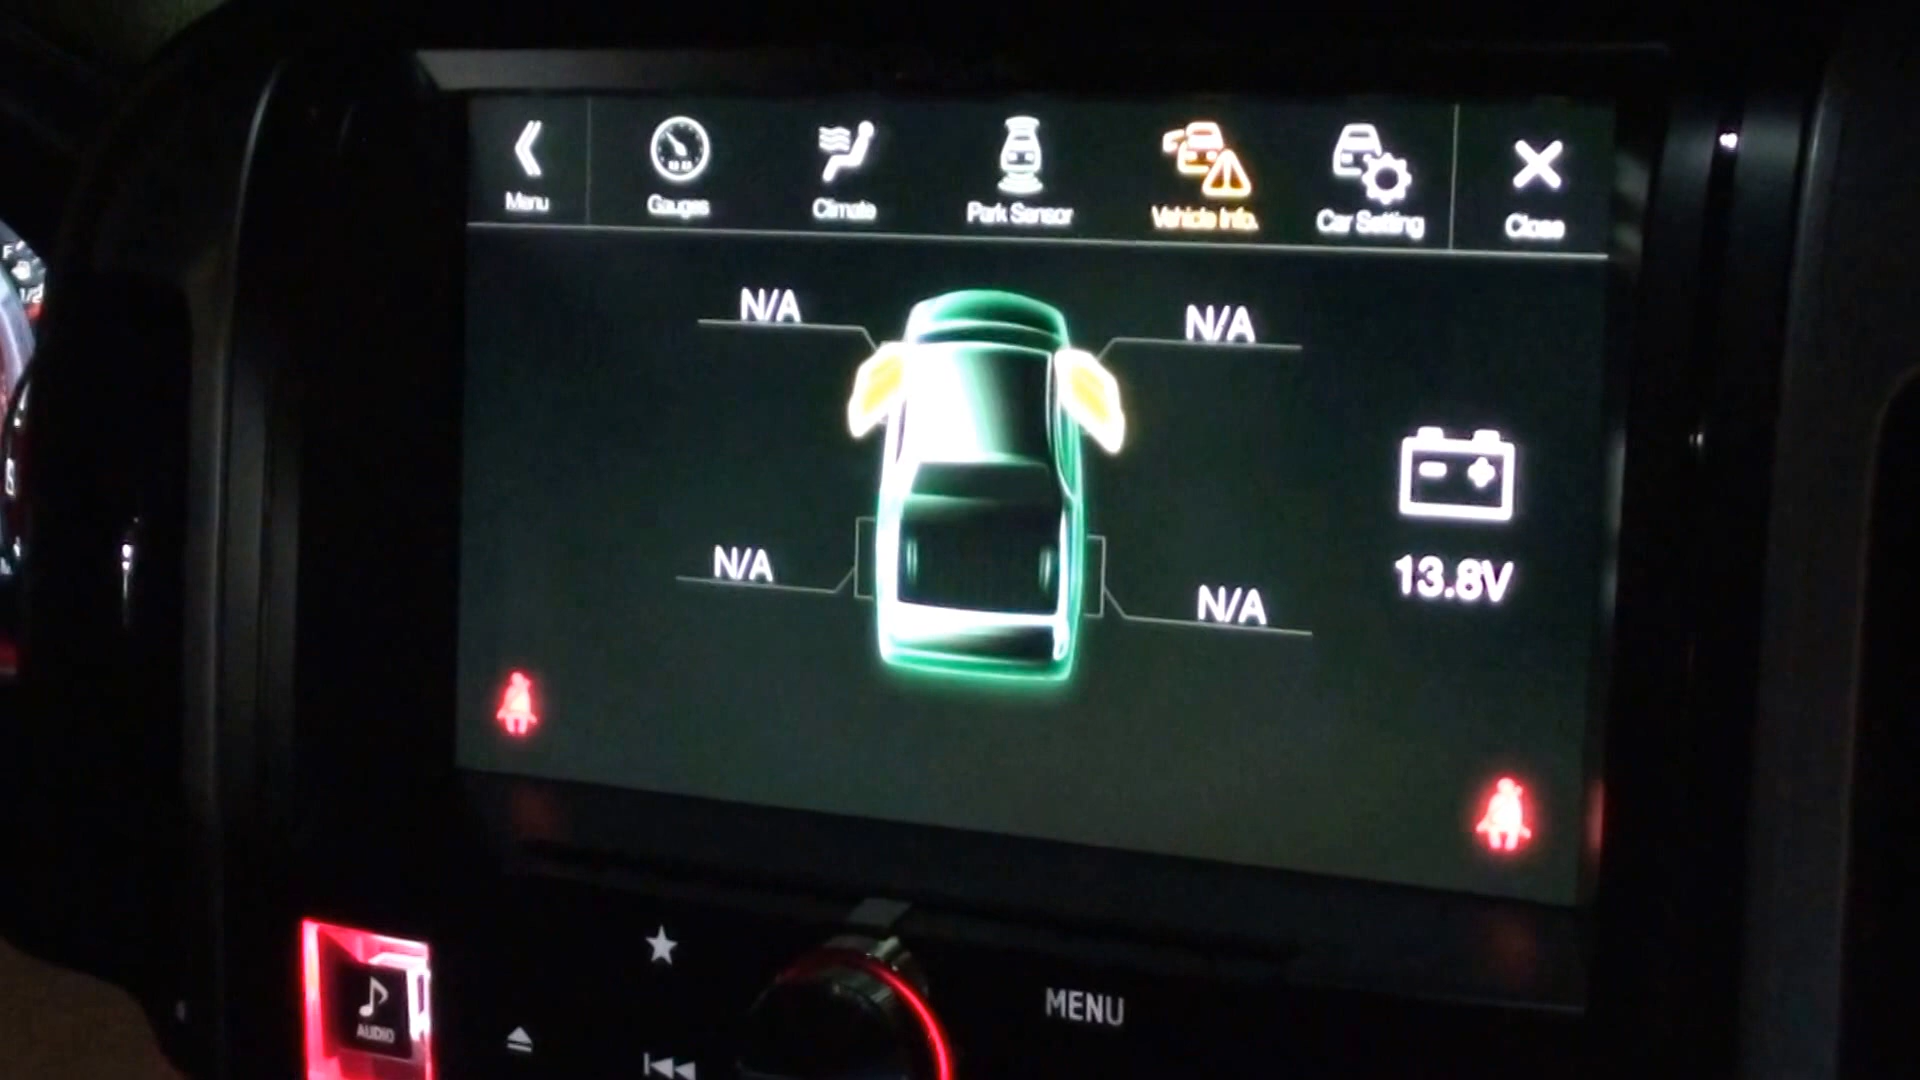 Menu
Gauges
Climate
Park Sensor
Vehicle Info.
Car Setting
Close
N/A
N/A
N/A
N/A
13.8V
AUDIO
MENU